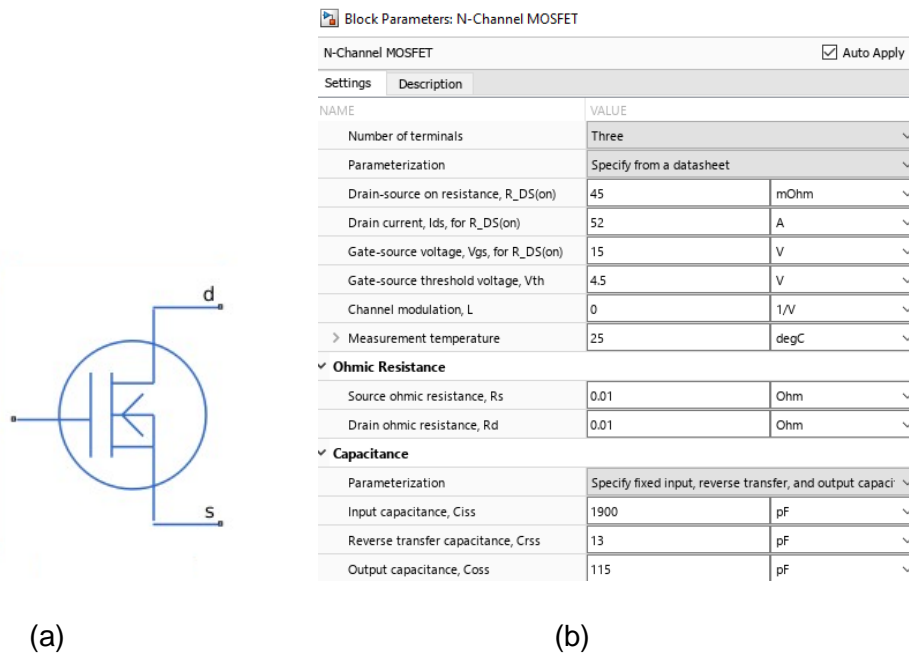 Block Parameters: N-Channel MOSFET
N-Channel MOSFET Auto Apply
Settings Description
NAME VALUE
Number of terminals Three
Parameterization Specify from a datasheet
Drain-source on resistance, R_DS(on) 45 mOhm
Drain current, Ids, for R_DS(on) 52 A
Gate-source voltage, Vgs, for R_DS(on) 15 V
Gate-source threshold voltage, Vth 4.5 V
Channel modulation, L 0 1/V
Measurement temperature 25 degC
Ohmic Resistance
Source ohmic resistance, Rs 0.01 Ohm
Drain ohmic resistance, Rd 0.01 Ohm
Capacitance
Parameterization Specify fixed input, reverse transfer, and output capaci
Input capacitance, Ciss 1900 pF
Reverse transfer capacitance, Crss 13 pF
Output capacitance, Coss 115 pF
d
s
(a) (b)